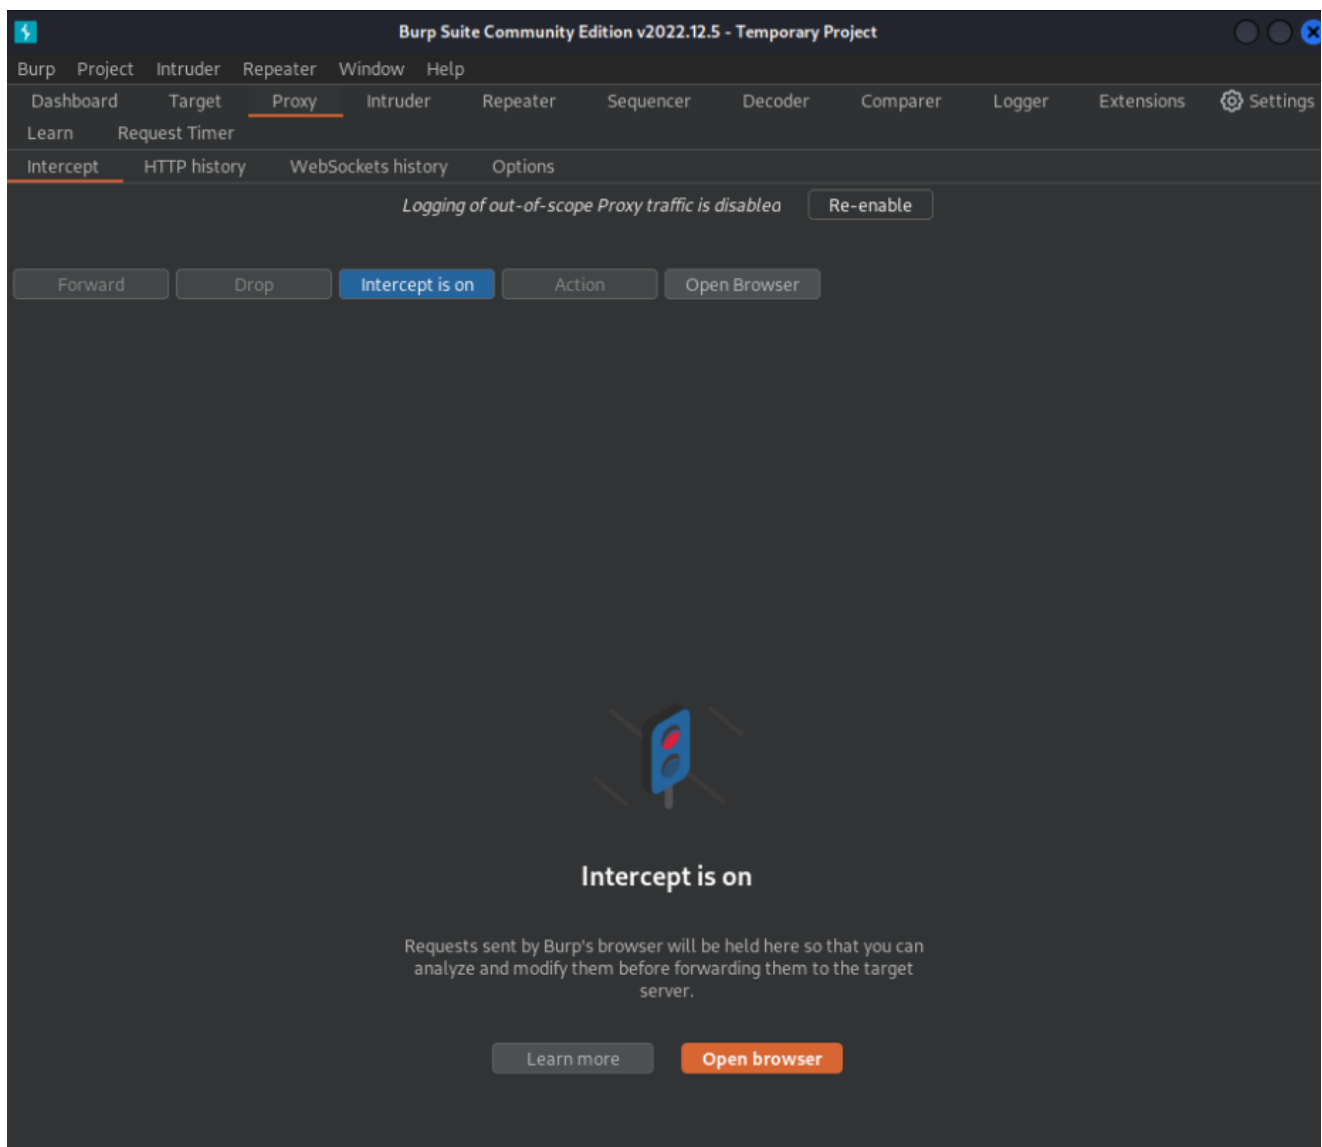 Burp Suite Community Edition v2022.12.5 - Temporary Project
Burp Project Intruder Repeater Window Help
Dashboard Target Proxy Intruder Repeater Sequencer Decoder Comparer Logger Extensions Settings
Learn Request Timer
Intercept HTTP history WebSockets history Options
Logging of out-of-scope Proxy traffic is disabled Re-enable
Forward Drop Intercept is on Action Open Browser
Intercept is on
Requests sent by Burp's browser will be held here so that you can
analyze and modify them before forwarding them to the target
server.
Learn more Open browser